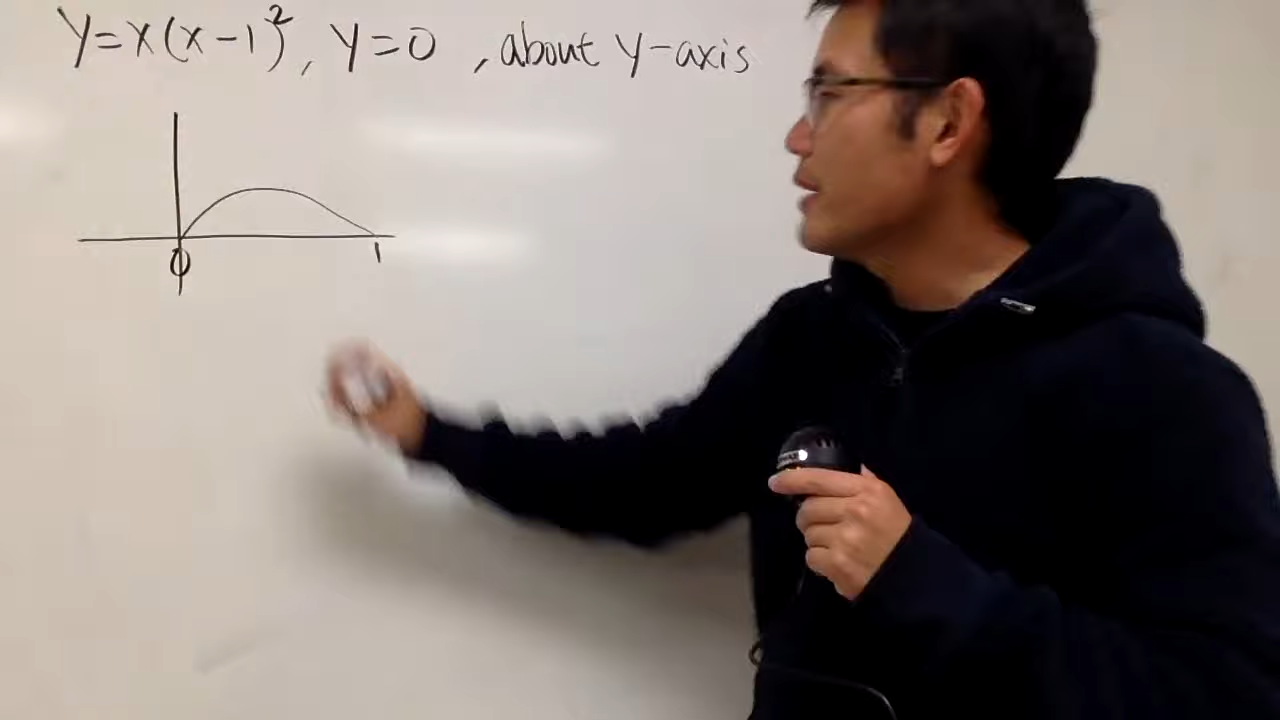 y=x(x-1)², y=0 , about y-axis
0 1